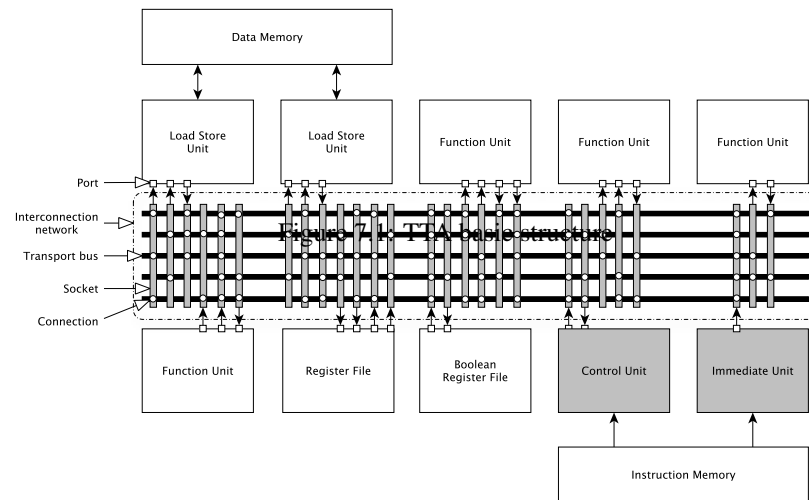 Data Memory
Load Store
Unit
Load Store
Unit
Function Unit
Function Unit
Function Unit
Port
Interconnection
network
Figure 7.1: TTA basic structure
Transport bus
Socket
Connection
Function Unit
Register File
Boolean
Register File
Control Unit
Immediate Unit
Instruction Memory